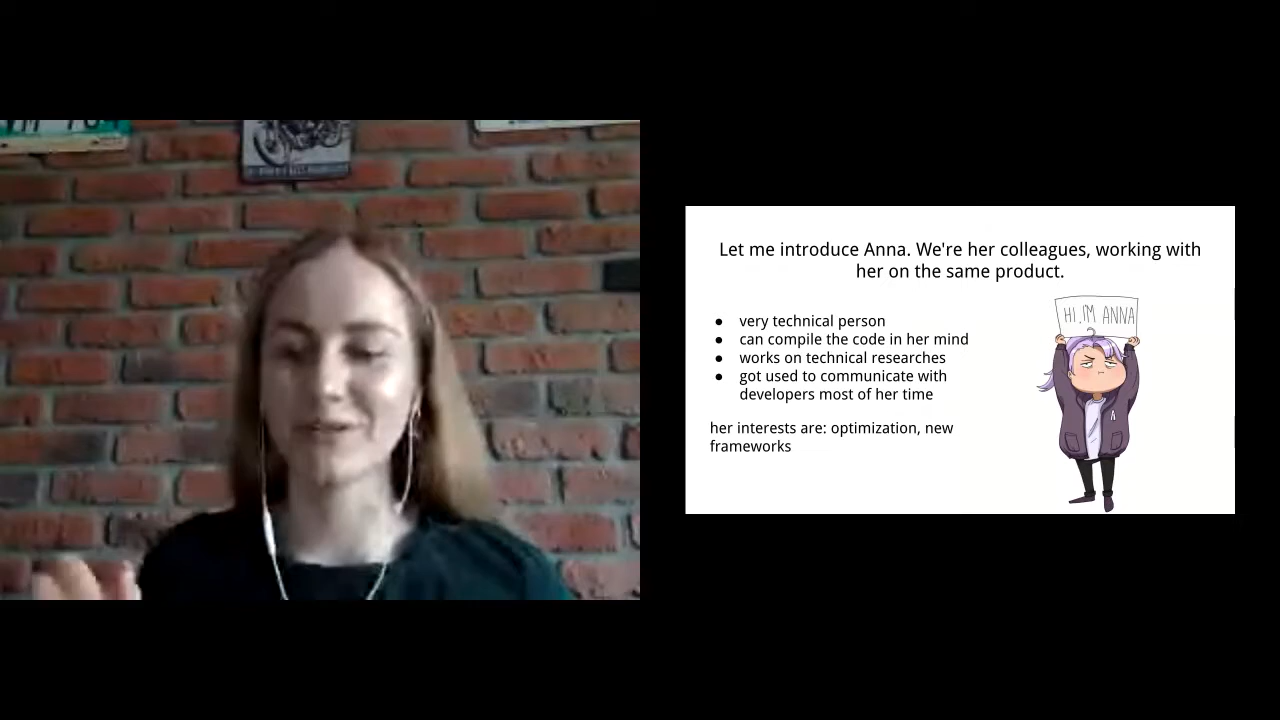 Let me introduce Anna. We're her colleagues, working with
her on the same product.
HI, I'M ANNA
● very technical person
● can compile the code in her mind
● works on technical researches
● got used to communicate with
developers most of her time
her interests are: optimization, new
frameworks